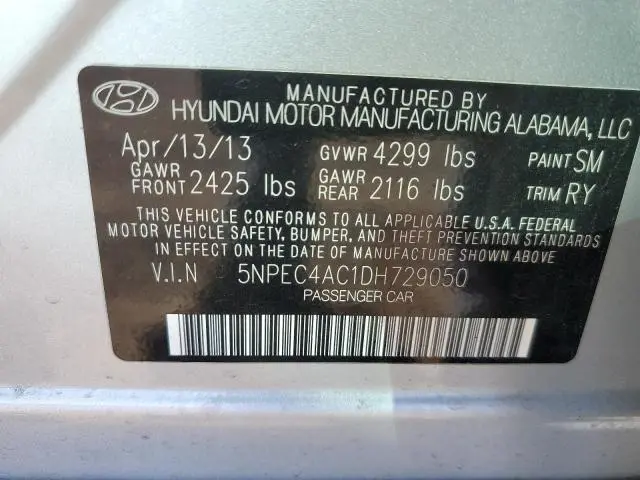 MANUFACTURED BY
HYUNDAI MOTOR MANUFACTURING ALABAMA, LLC
Apr/13/13 GVWR 4299 lbs PAINT SM
GAWR FRONT 2425 lbs GAWR REAR 2116 lbs TRIM RY
THIS VEHICLE CONFORMS TO ALL APPLICABLE U.S.A. FEDERAL
MOTOR VEHICLE SAFETY, BUMPER, AND THEFT PREVENTION STANDARDS
IN EFFECT ON THE DATE OF MANUFACTURE SHOWN ABOVE
V.I.N 5NPEC4AC1DH729050
PASSENGER CAR